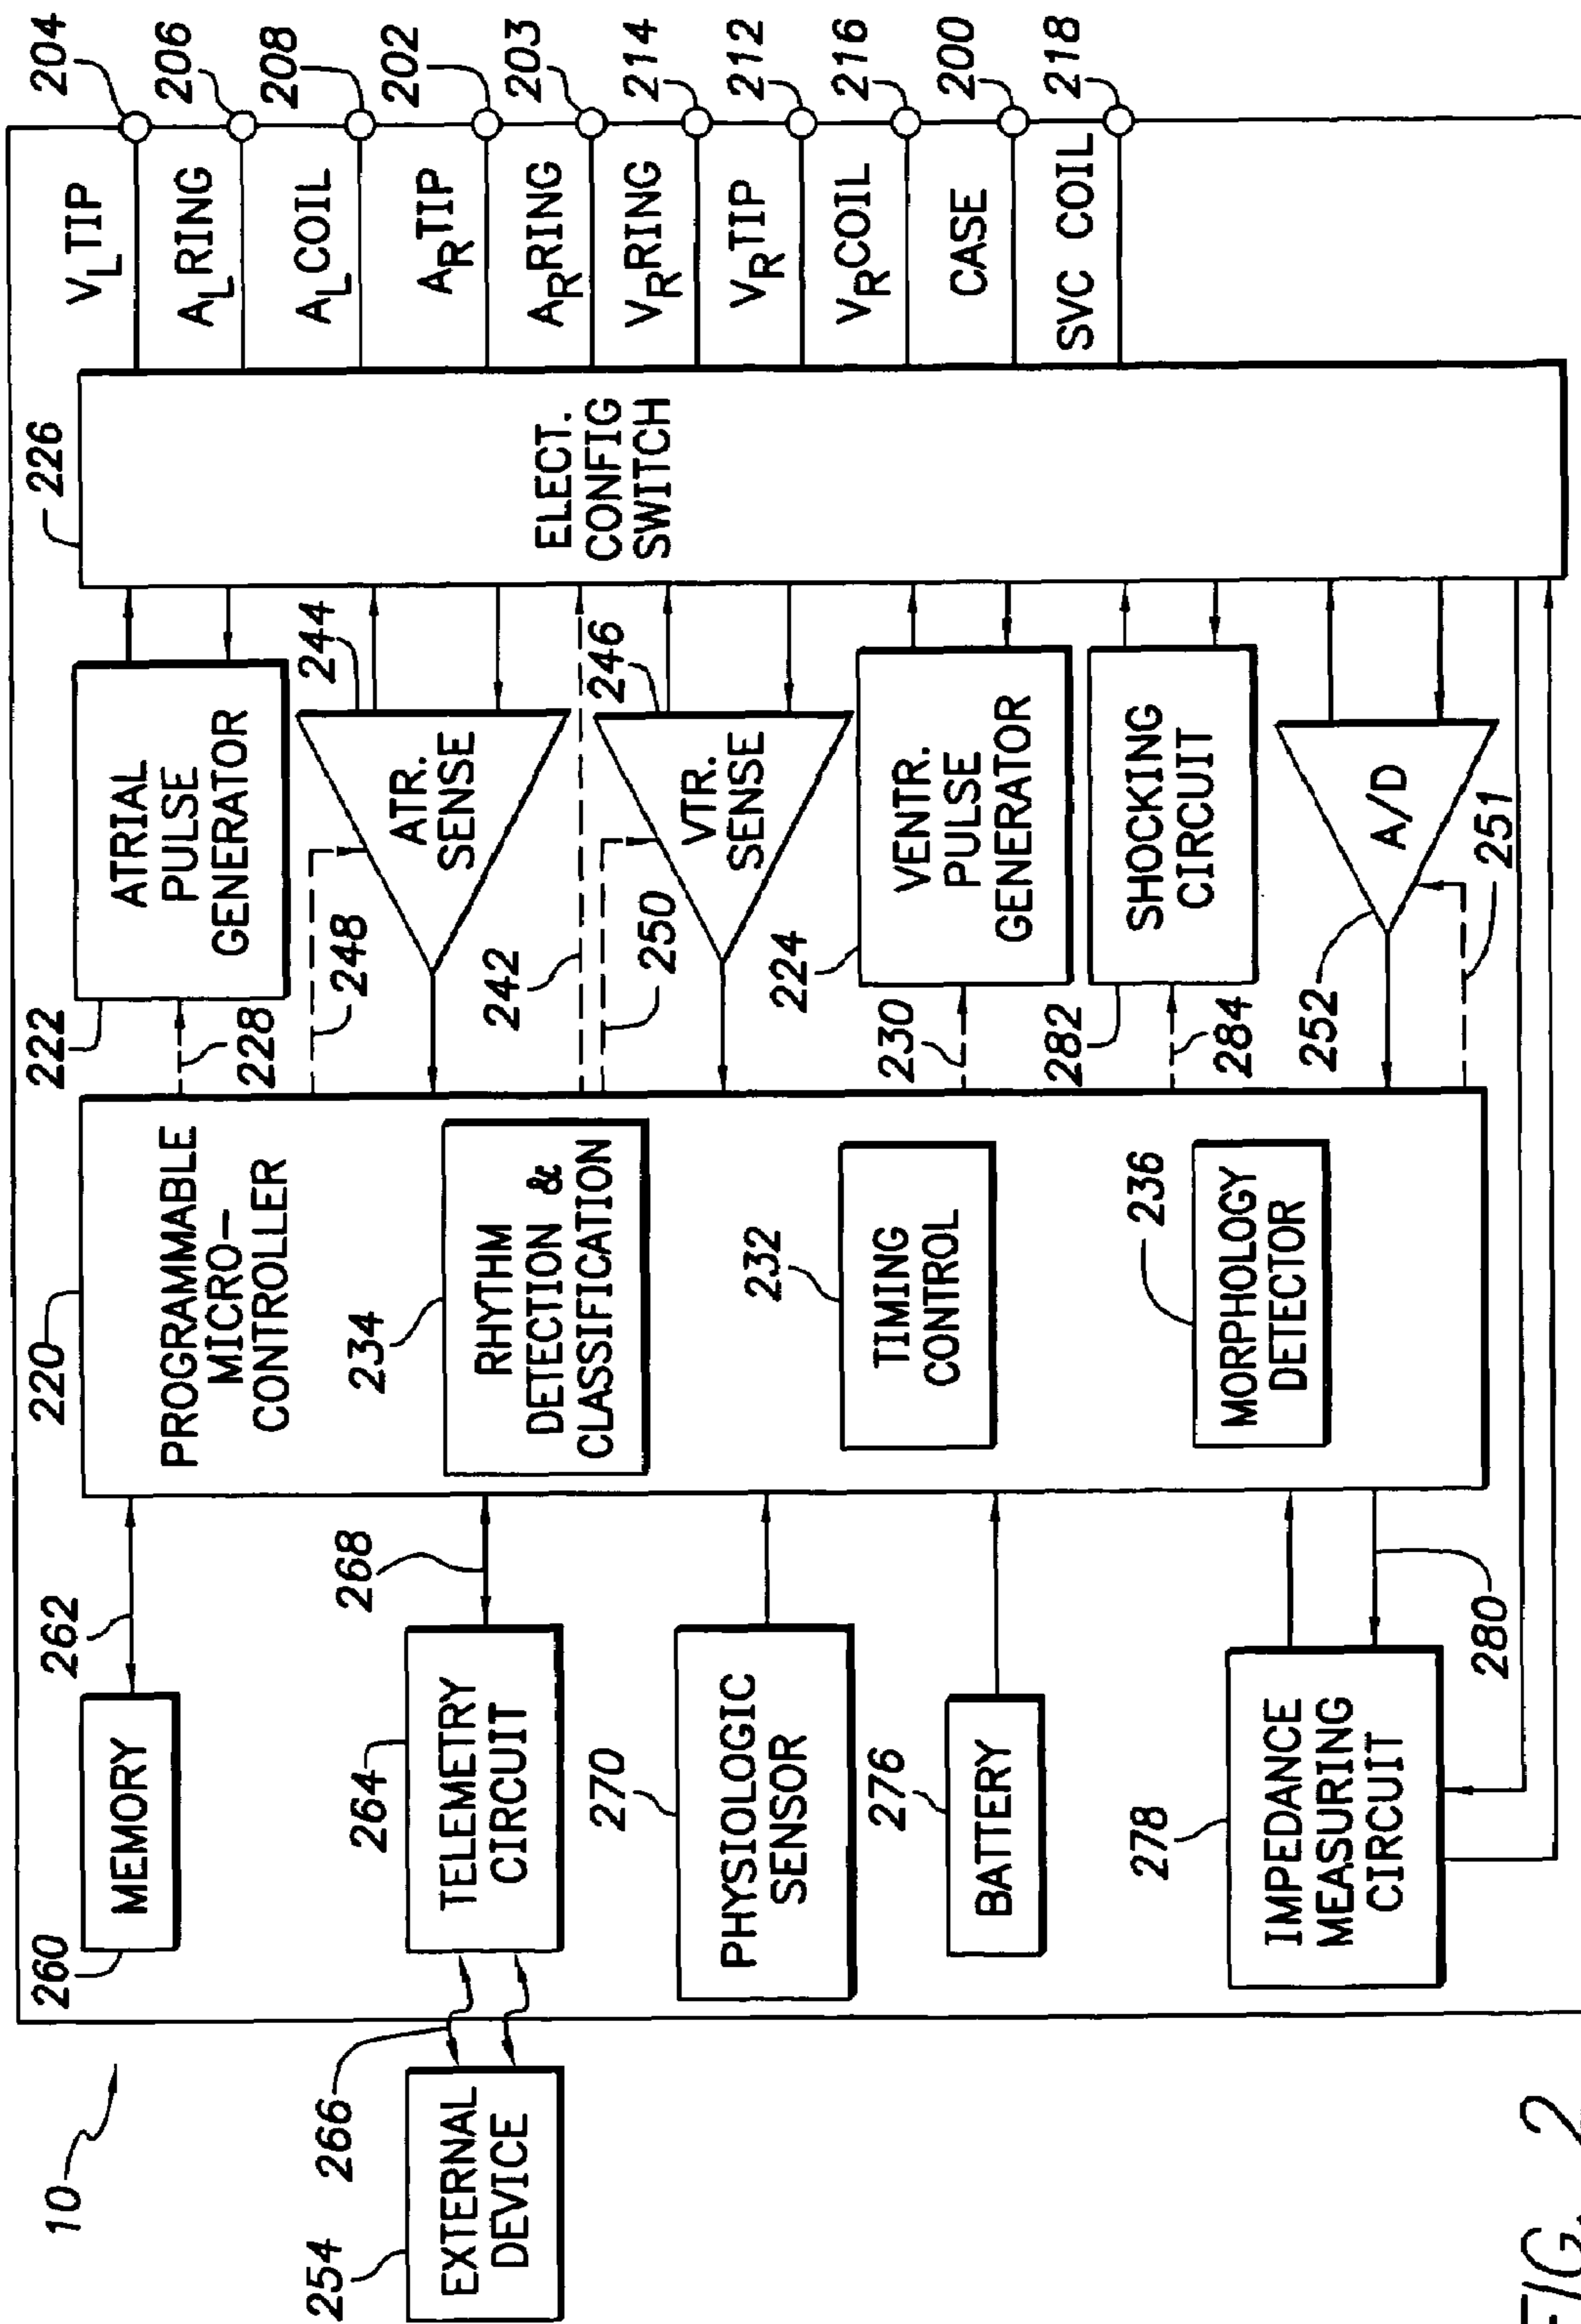 10
254
EXTERNAL
DEVICE
266
260
MEMORY
262
264
TELEMETRY
CIRCUIT
268
270
PHYSIOLOGIC
SENSOR
276
BATTERY
278
IMPEDANCE
MEASURING
CIRCUIT
280
220
PROGRAMMABLE
MICRO-
CONTROLLER
234
RHYTHM
DETECTION &
CLASSIFICATION
232
TIMING
CONTROL
236
MORPHOLOGY
DETECTOR
222
ATRIAL
PULSE
GENERATOR
228
244
ATR.
SENSE
248
242
246
VTR.
SENSE
250
224
VENTR.
PULSE
GENERATOR
230
282
SHOCKING
CIRCUIT
284
252
A/D
251
226
ELECT.
CONFIG
SWITCH
VLTIP 204
ALRING 206
ALCOIL 208
ARTIP 202
ARRING 203
VRRING 214
VRTIP 212
VRCOIL 216
CASE 200
SVC COIL 218
FIG. 2